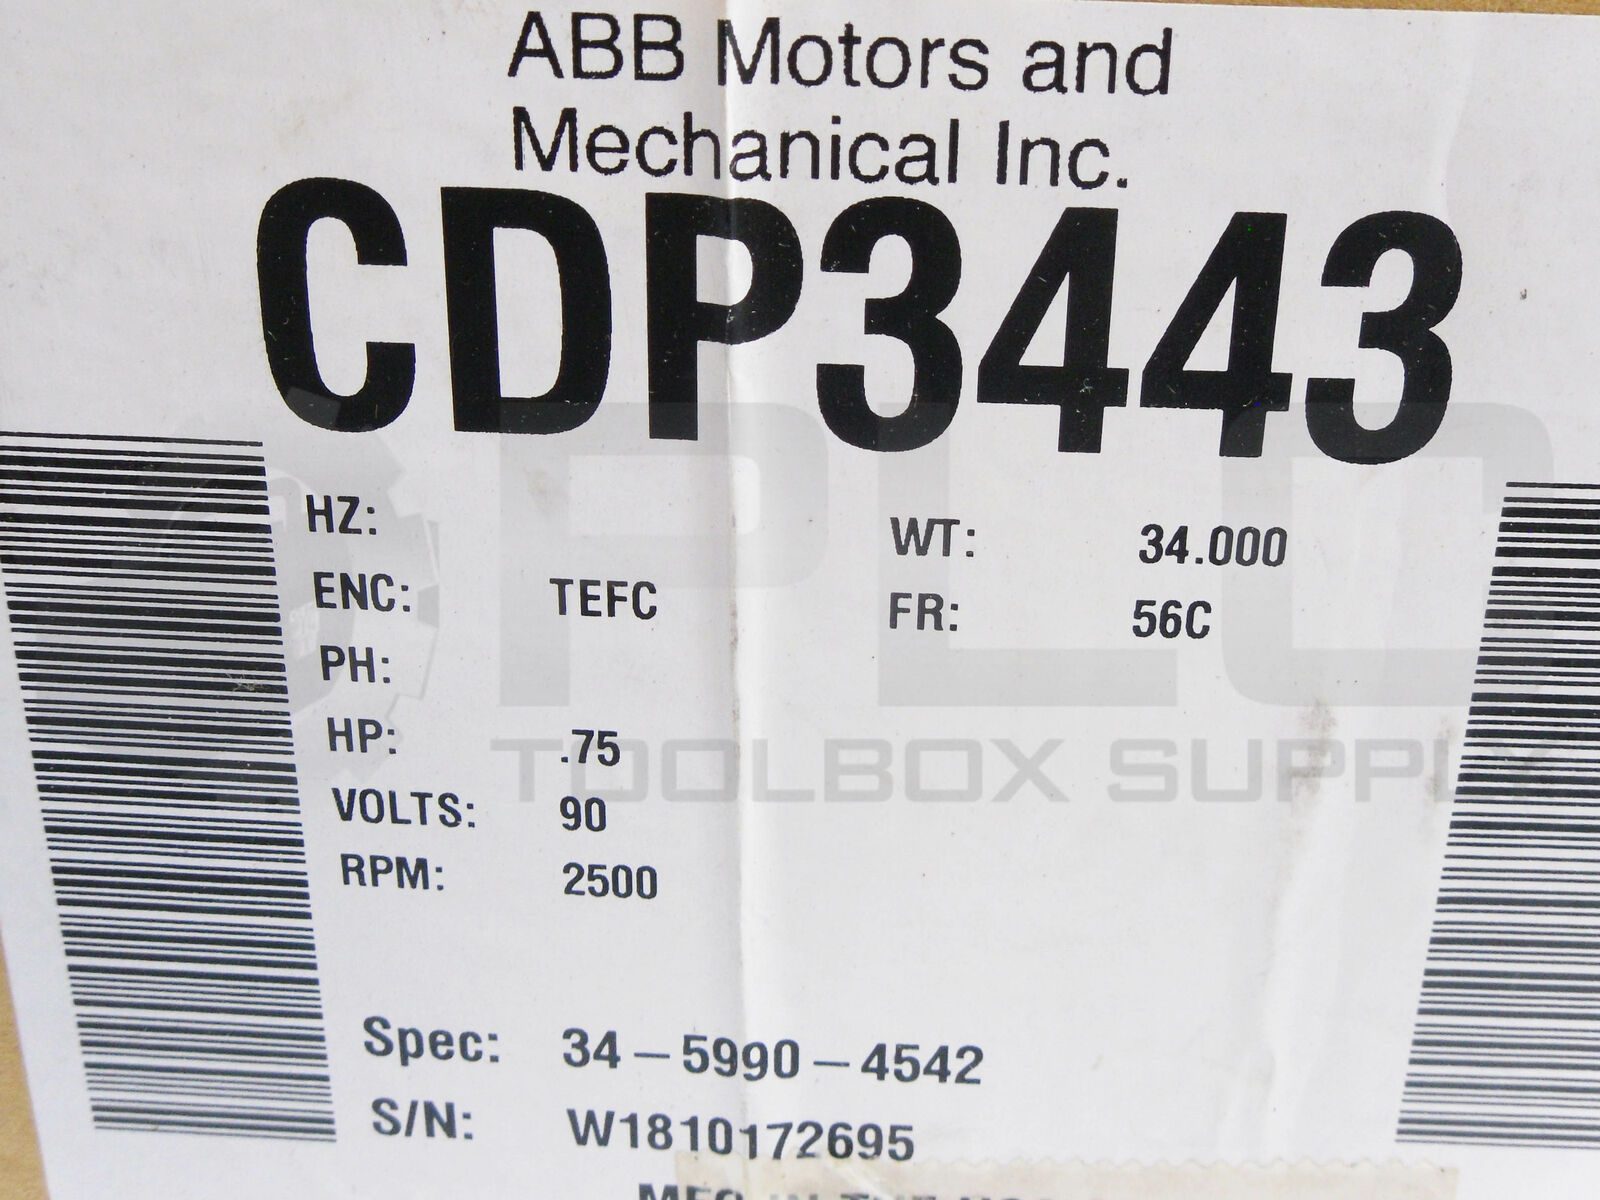 ABB Motors and
Mechanical Inc.
CDP3443
HZ:
WT: 34.000
ENC: TEFC
FR: 56C
PH:
HP: .75
VOLTS: 90
RPM: 2500
PLC
TOOLBOX SUPPLY
Spec: 34-5990-4542
S/N: W1810172695